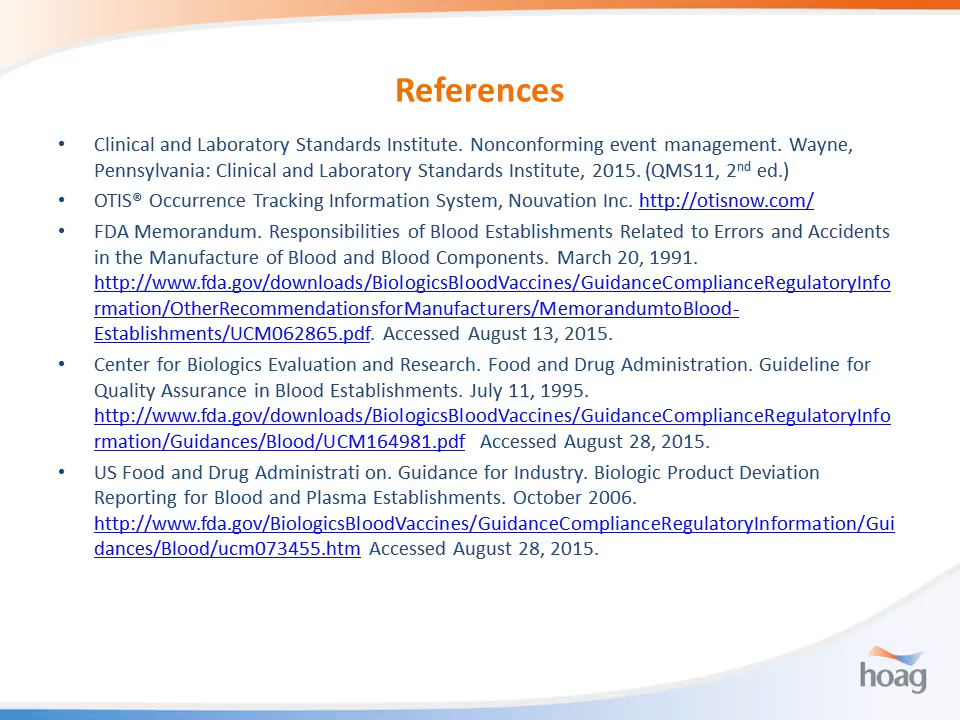 References
• Clinical and Laboratory Standards Institute. Nonconforming event management. Wayne,
Pennsylvania: Clinical and Laboratory Standards Institute, 2015. (QMS11, 2nd ed.)
• OTIS® Occurrence Tracking Information System, Nouvation Inc. http://otisnow.com/
• FDA Memorandum. Responsibilities of Blood Establishments Related to Errors and Accidents
in the Manufacture of Blood and Blood Components. March 20, 1991.
http://www.fda.gov/downloads/BiologicsBloodVaccines/GuidanceComplianceRegulatoryInfo
rmation/OtherRecommendationsforManufacturers/MemorandumtoBlood-
Establishments/UCM062865.pdf. Accessed August 13, 2015.
• Center for Biologics Evaluation and Research. Food and Drug Administration. Guideline for
Quality Assurance in Blood Establishments. July 11, 1995.
http://www.fda.gov/downloads/BiologicsBloodVaccines/GuidanceComplianceRegulatoryInfo
rmation/Guidances/Blood/UCM164981.pdf Accessed August 28, 2015.
• US Food and Drug Administrati on. Guidance for Industry. Biologic Product Deviation
Reporting for Blood and Plasma Establishments. October 2006.
http://www.fda.gov/BiologicsBloodVaccines/GuidanceComplianceRegulatoryInformation/Gui
dances/Blood/ucm073455.htm Accessed August 28, 2015.
hoag